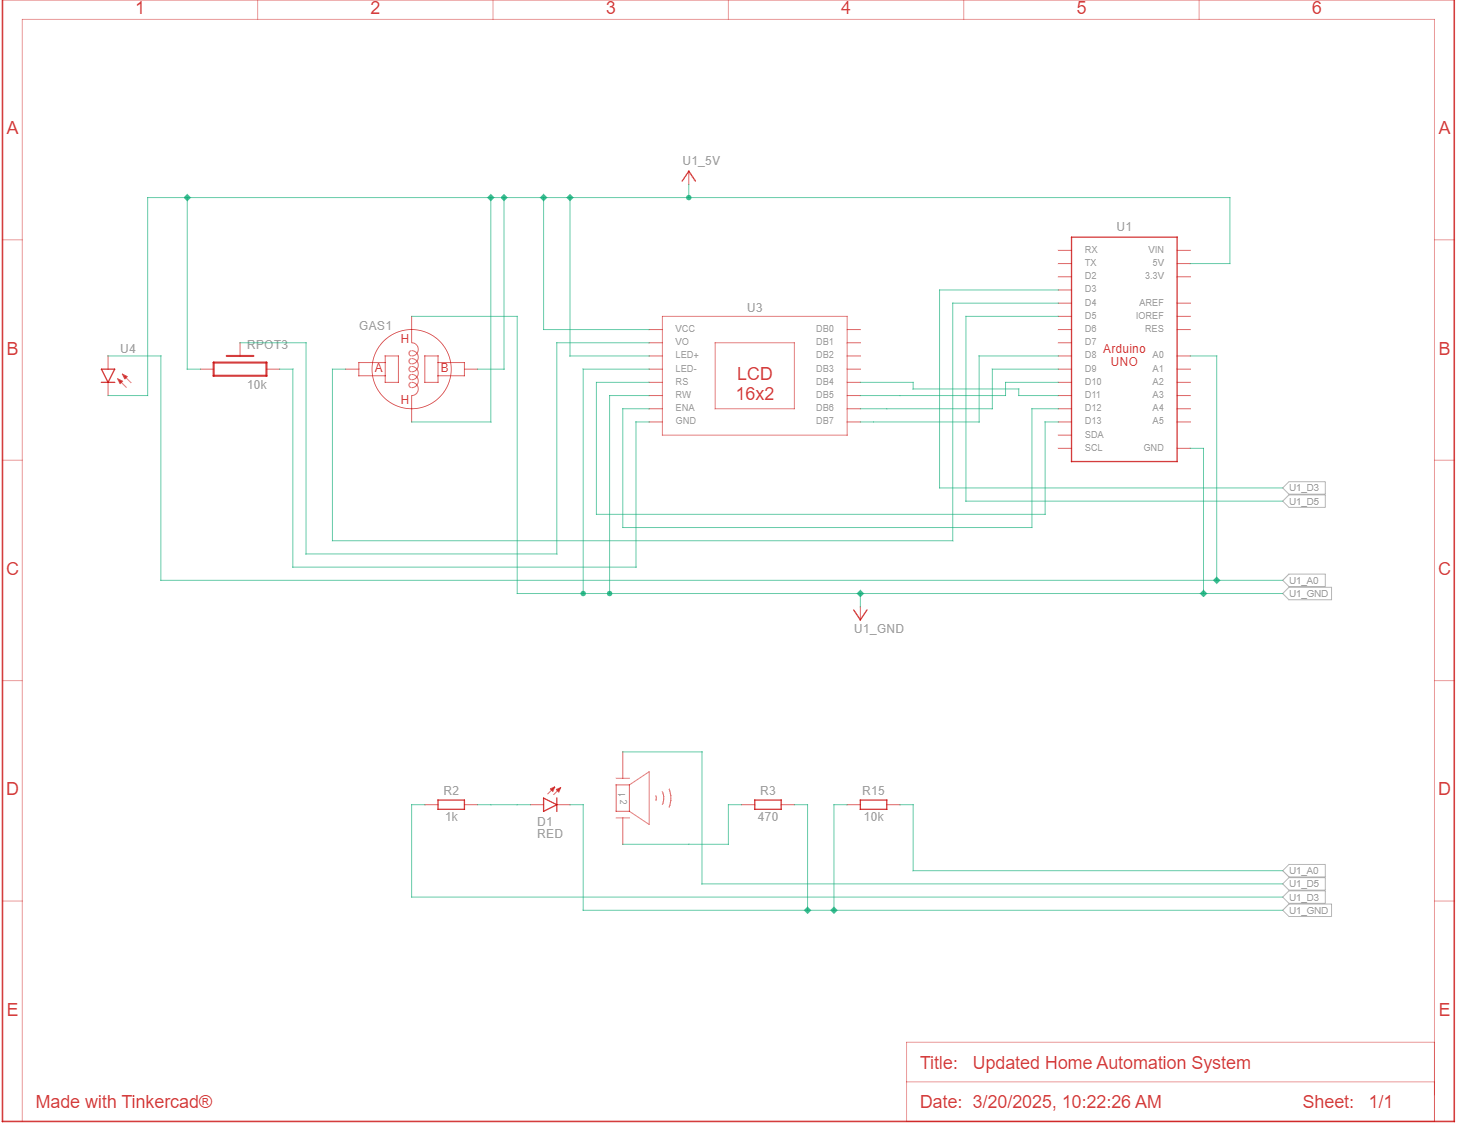 1 2 3 4 5 6
A A
U1_5V
U1
RX VIN
TX 5V
D2 3.3V
D3
D4 AREF
D5 IOREF
D6 RES
D7
D8 A0
D9 A1
D10 A2
D11 A3
D12 A4
D13 A5
SDA
SCL GND
Arduino
UNO
U3
VCC DB0
VO DB1
LED+ DB2
LED- DB3
RS DB4
RW DB5
ENA DB6
GND DB7
LCD
16x2
GAS1
H
A B
H
B B
U4
RPOT3
10k
U1_D3
U1_D5
C C
U1_A0
U1_GND
U1_GND
D D
R2
1k
D1
RED
L2
R3
470
R15
10k
U1_A0
U1_D5
U1_D3
U1_GND
E E
Title: Updated Home Automation System
Date: 3/20/2025, 10:22:26 AM Sheet: 1/1
Made with Tinkercad®